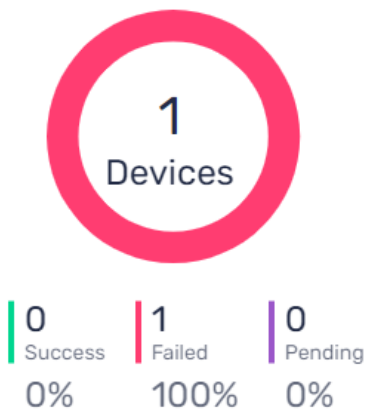 1
Devices
0 1 0
Success Failed Pending
0% 100% 0%